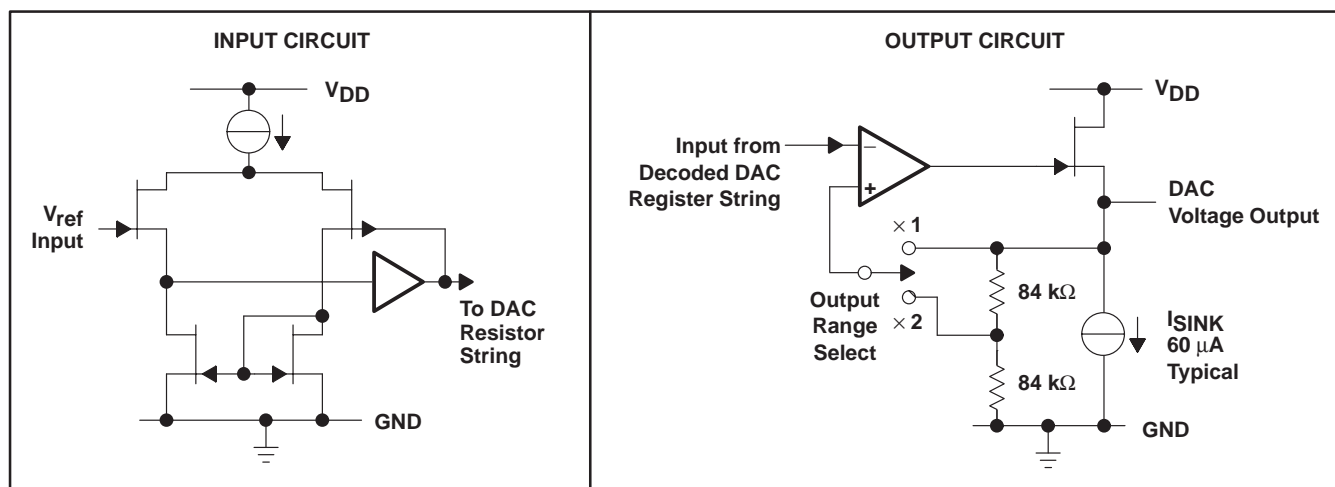 INPUT CIRCUIT
VDD
Vref
Input
To DAC
Resistor
String
GND
OUTPUT CIRCUIT
VDD
Input from
Decoded DAC
Register String
−
+
DAC
Voltage Output
× 1
84 kΩ
Output
Range
Select
× 2
ISINK
60 µA
Typical
84 kΩ
GND